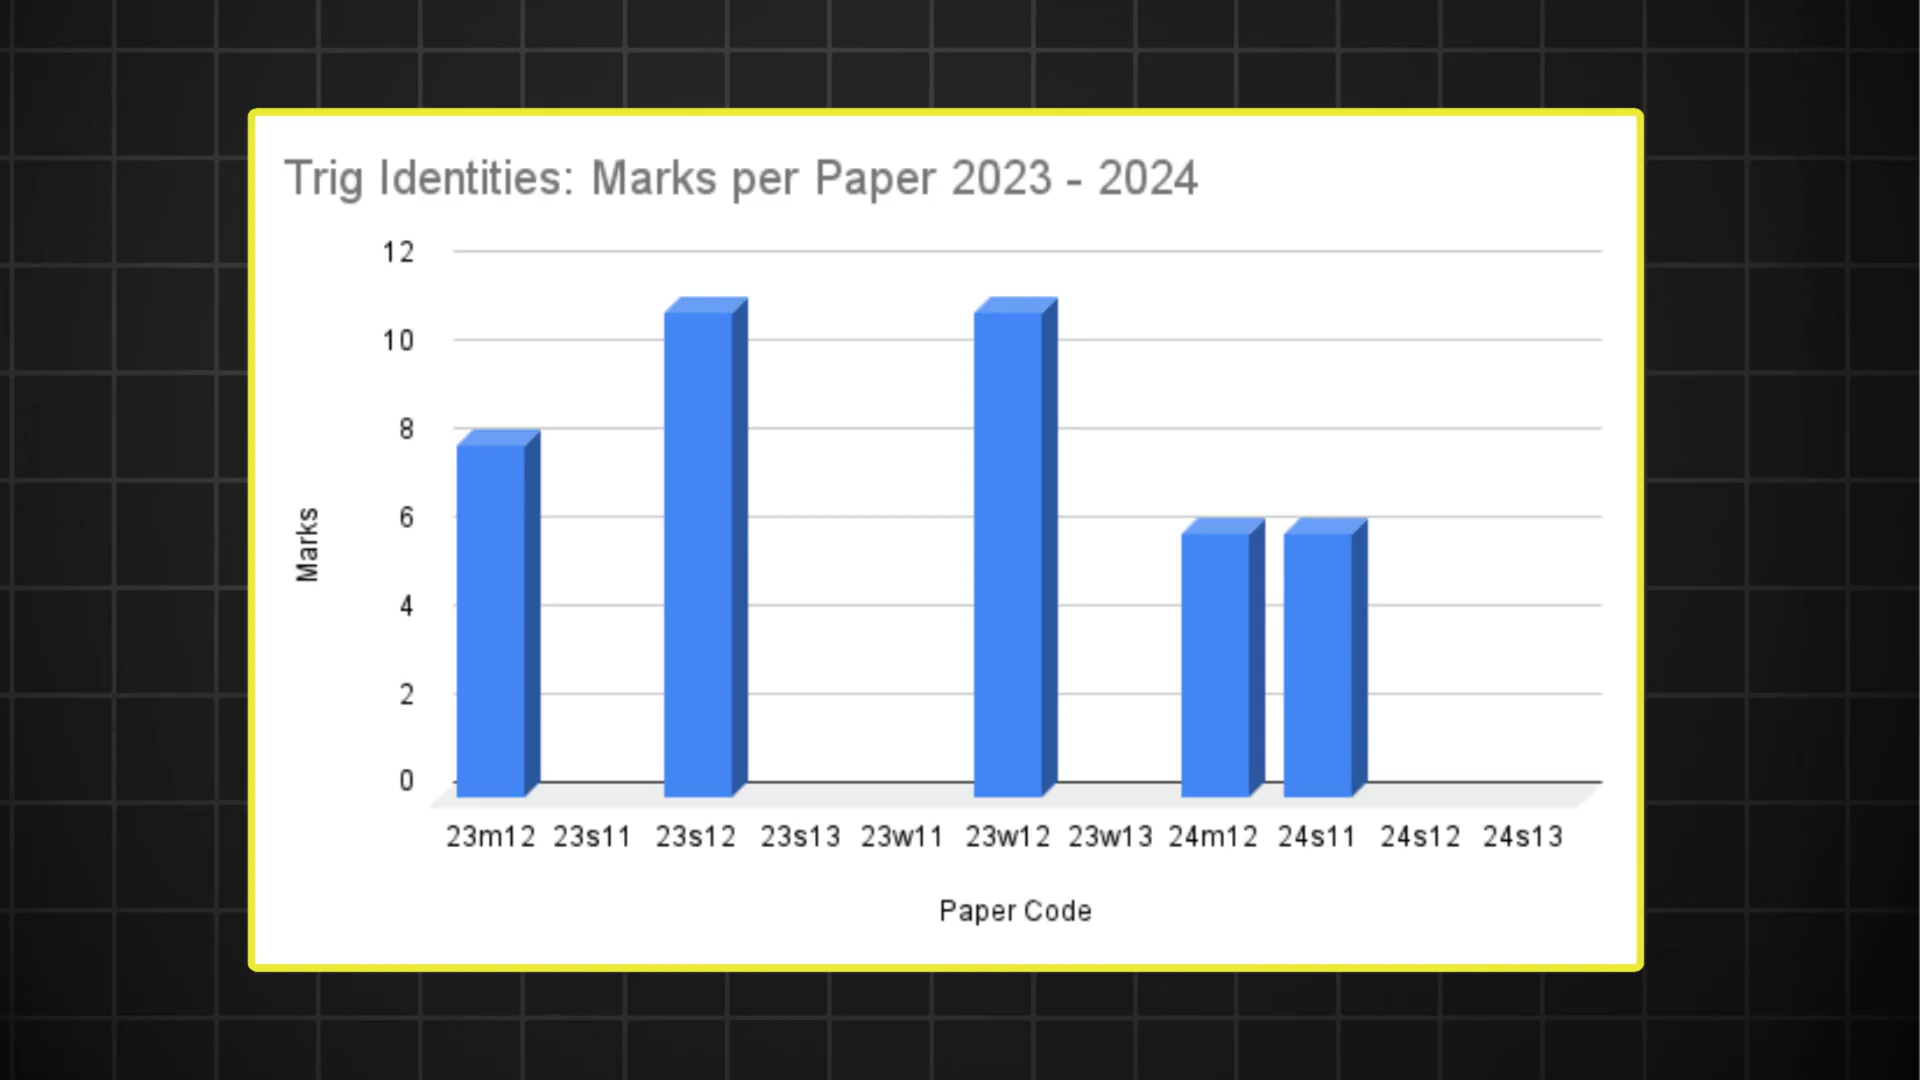 Trig Identities: Marks per Paper 2023 - 2024
12
10
8
6
4
2
0
Marks
23m12 23s11 23s12 23s13 23w11 23w12 23w13 24m12 24s11 24s12 24s13
Paper Code